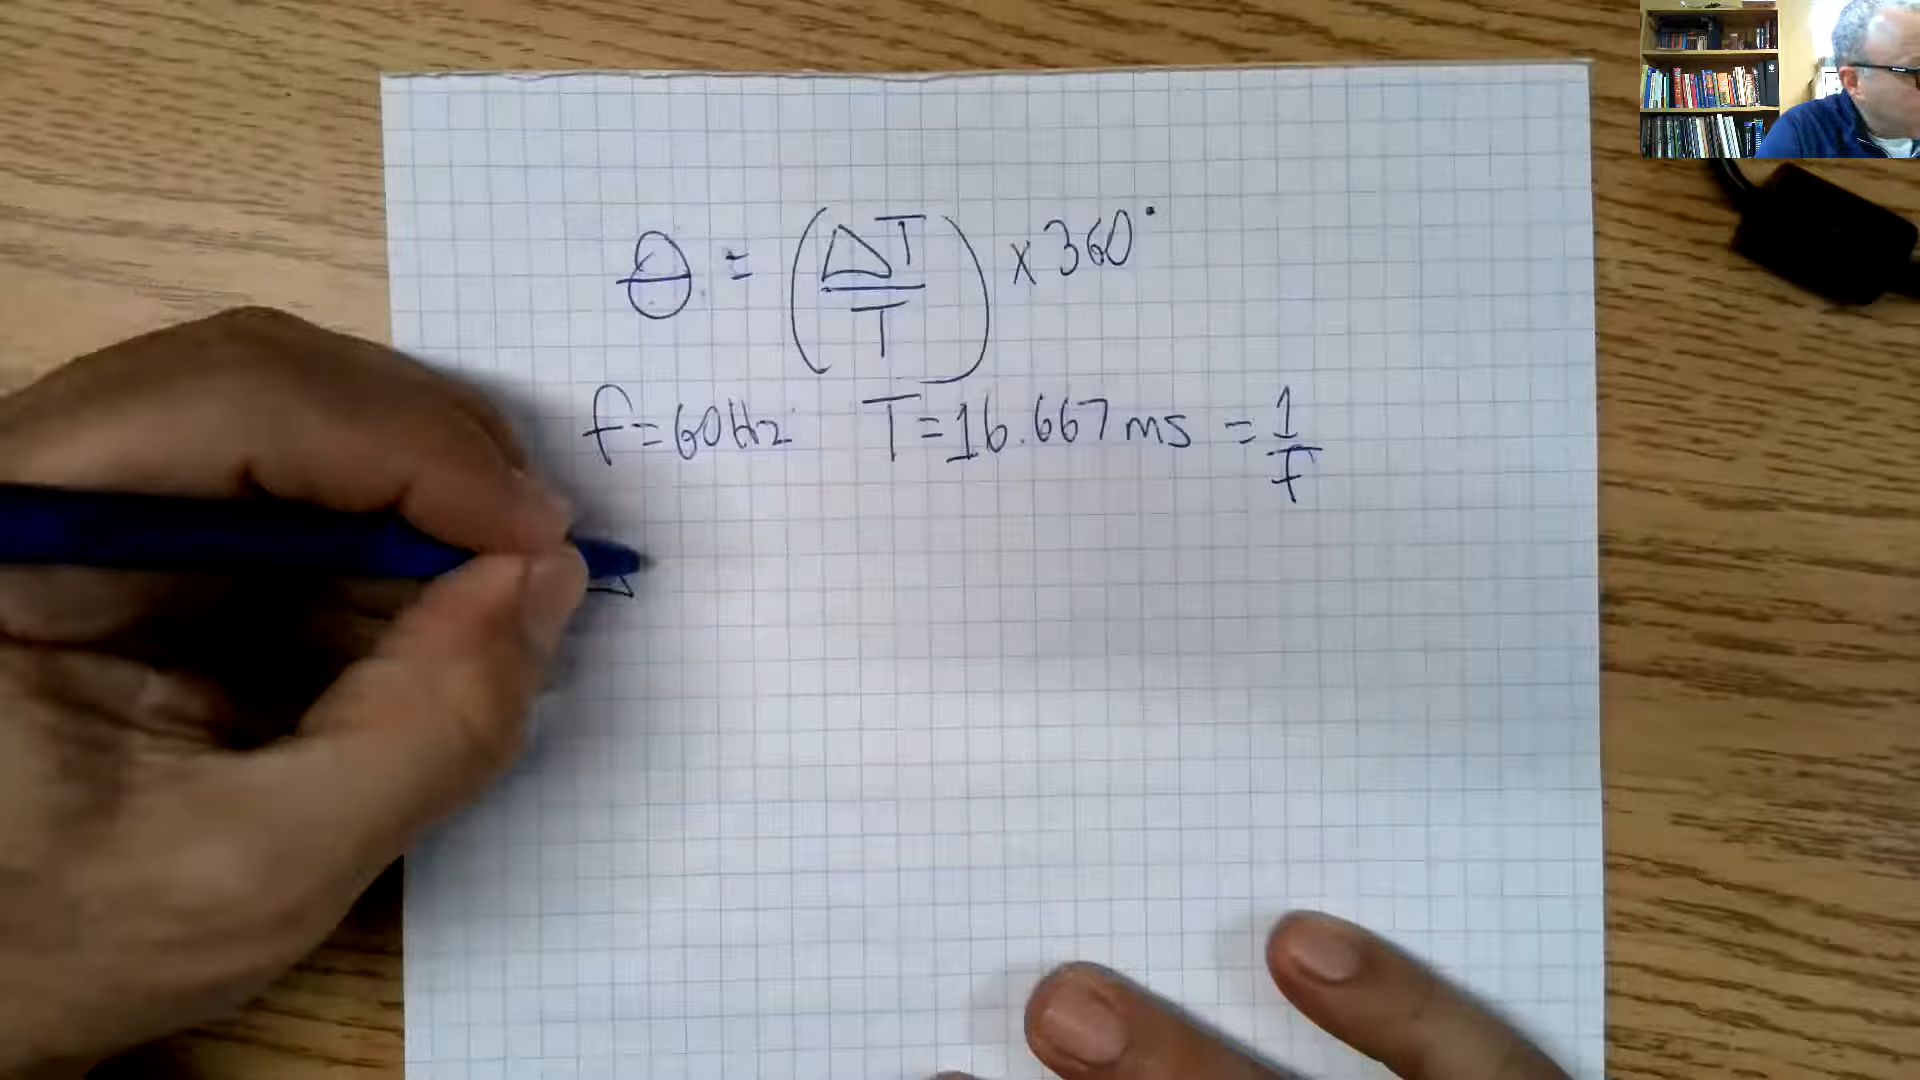 θ = (ΔT/T) x 360°
f = 60Hz T = 16.667 ms = 1/f
Δ